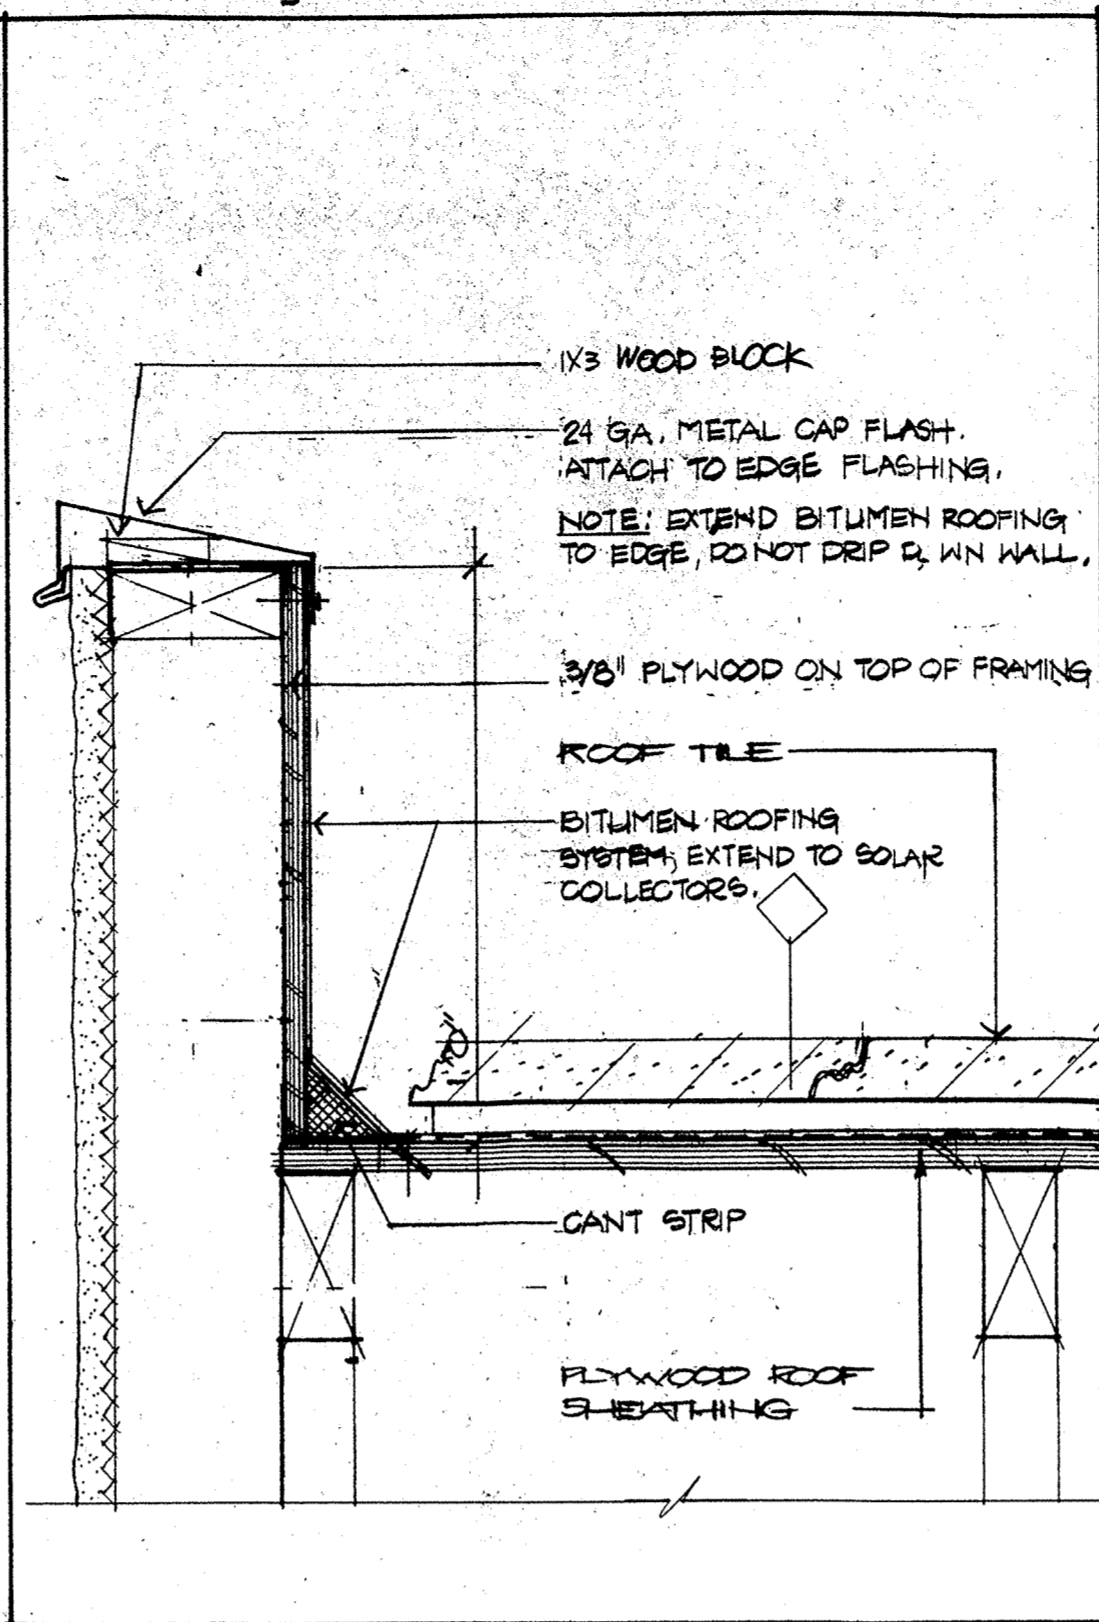 1X3 WOOD BLOCK
24 GA. METAL CAP FLASH.
ATTACH TO EDGE FLASHING.
NOTE: EXTEND BITUMEN ROOFING
TO EDGE, DO NOT DRIP D WN WALL.
3/8" PLYWOOD ON TOP OF FRAMING
ROOF TILE
BITUMEN ROOFING
SYSTEM, EXTEND TO SOLAR
COLLECTORS.
CANT STRIP
PLYWOOD ROOF
SHEATHING